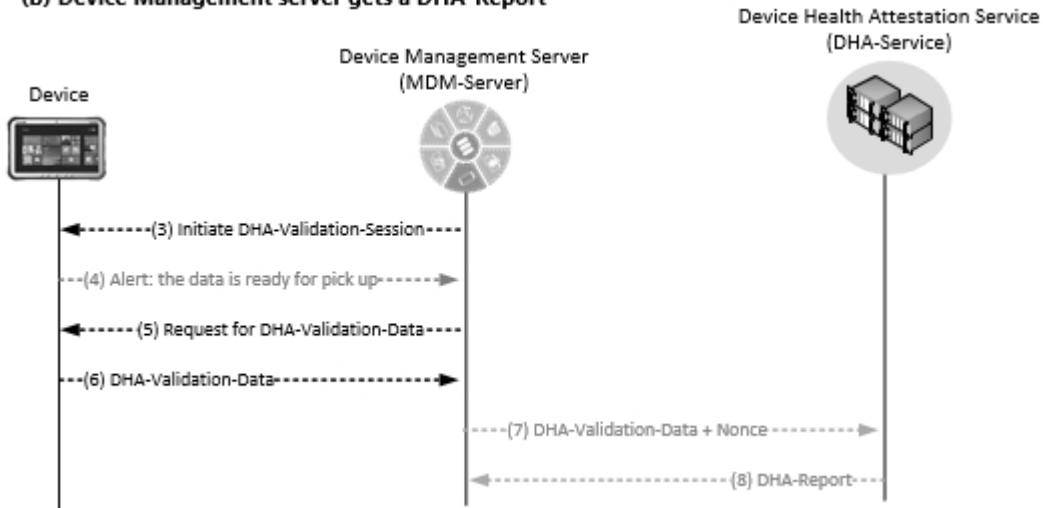 (b) Device Management server gets a DHA-Report
Device Health Attestation Service
(DHA-Service)
Device Management Server
(MDM-Server)
Device
(3) Initiate DHA-Validation-Session
(4) Alert: the data is ready for pick up
(5) Request for DHA-Validation-Data
(6) DHA-Validation-Data
(7) DHA-Validation-Data + Nonce
(8) DHA-Report